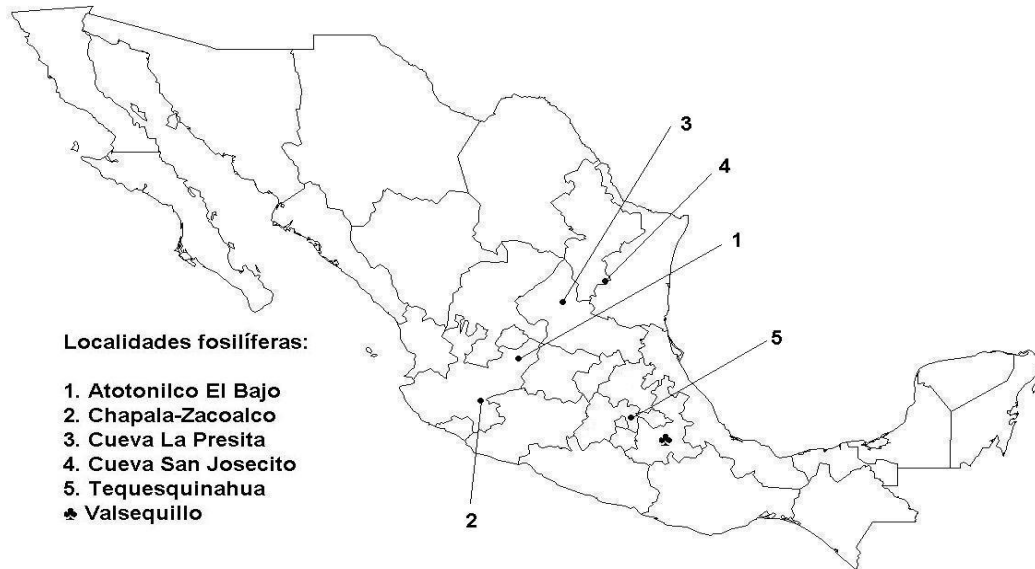 3
4
1
5
Localidades fosilíferas:
1. Atotonilco El Bajo
2. Chapala-Zacoalco
3. Cueva La Presita
4. Cueva San Josecito
5. Tequesquinahua
♣ Valsequillo
2